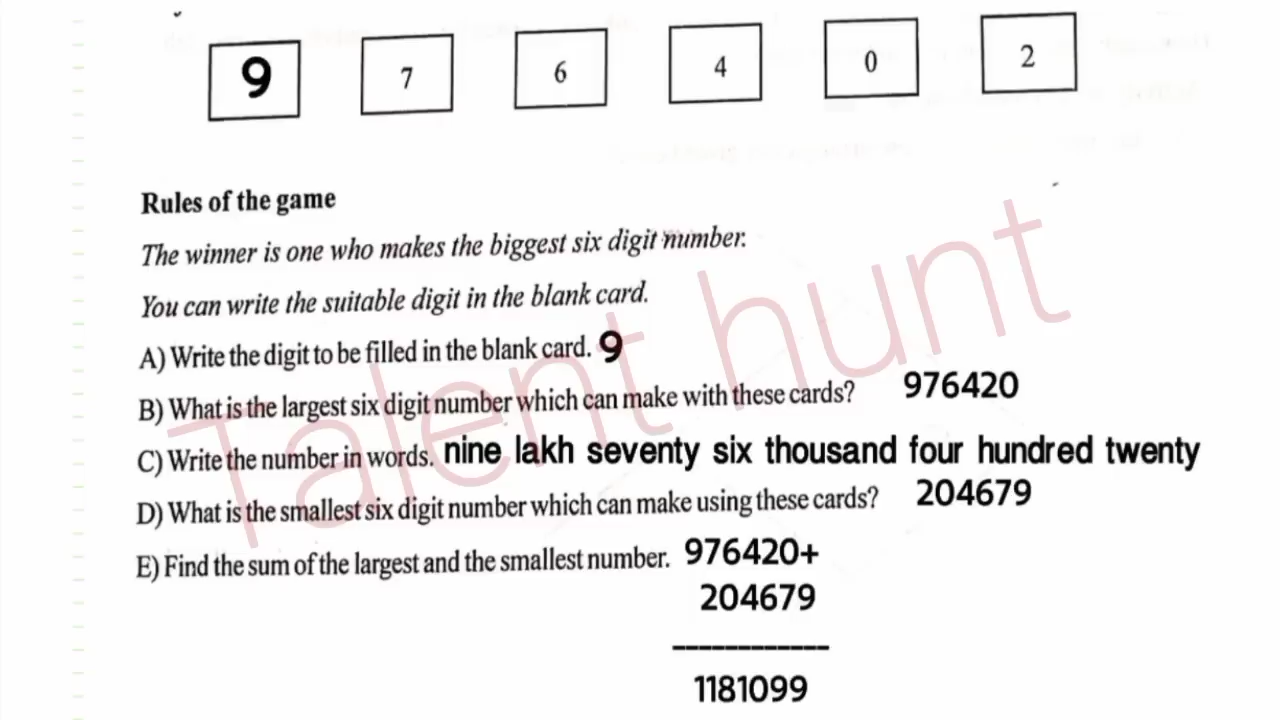 9 7 6 4 0 2
Rules of the game
The winner is one who makes the biggest six digit number.
You can write the suitable digit in the blank card.
A) Write the digit to be filled in the blank card. 9
B) What is the largest six digit number which can make with these cards? 976420
C) Write the number in words. nine lakh seventy six thousand four hundred twenty
D) What is the smallest six digit number which can make using these cards? 204679
E) Find the sum of the largest and the smallest number. 976420+
204679
------------
1181099
Talent hunt